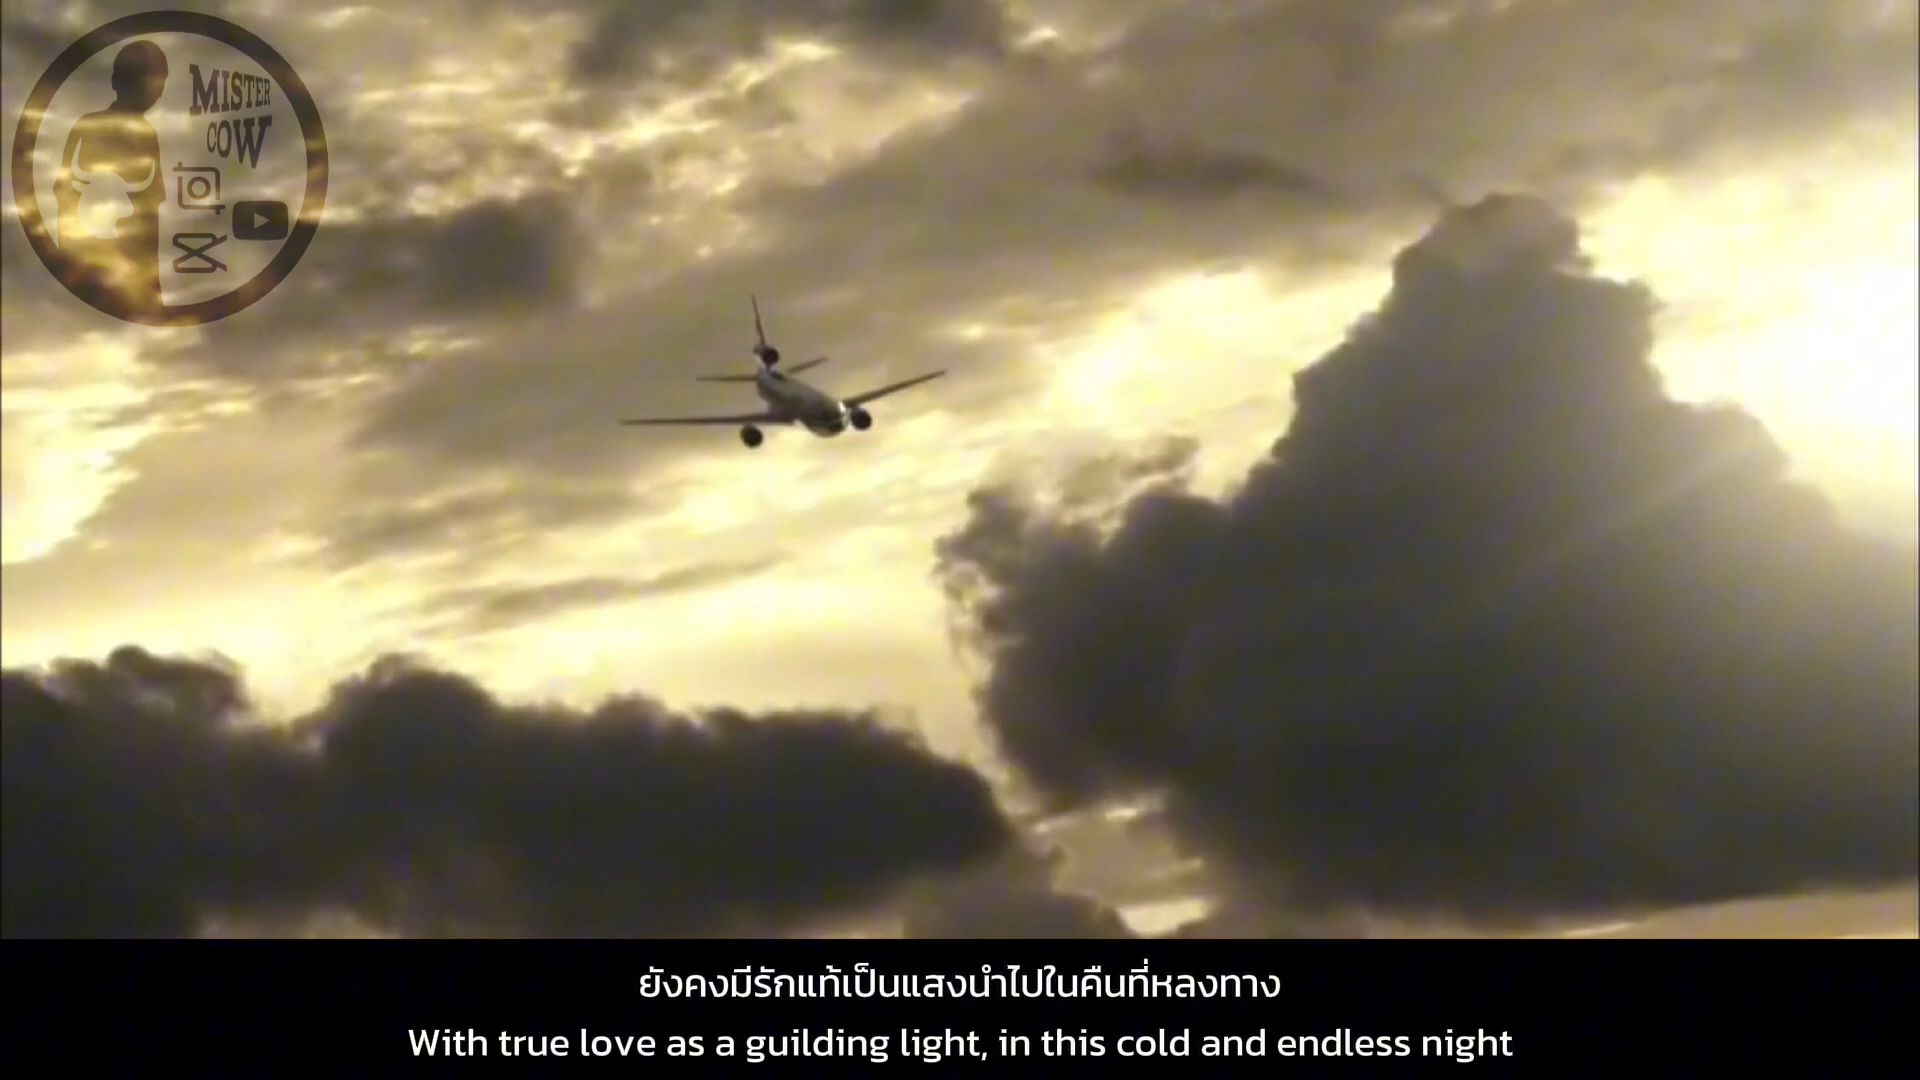 MISTER
COW
ยังคงมีรักแท้เป็นแสงนำไปในคืนที่หลงทาง
With true love as a guilding light, in this cold and endless night